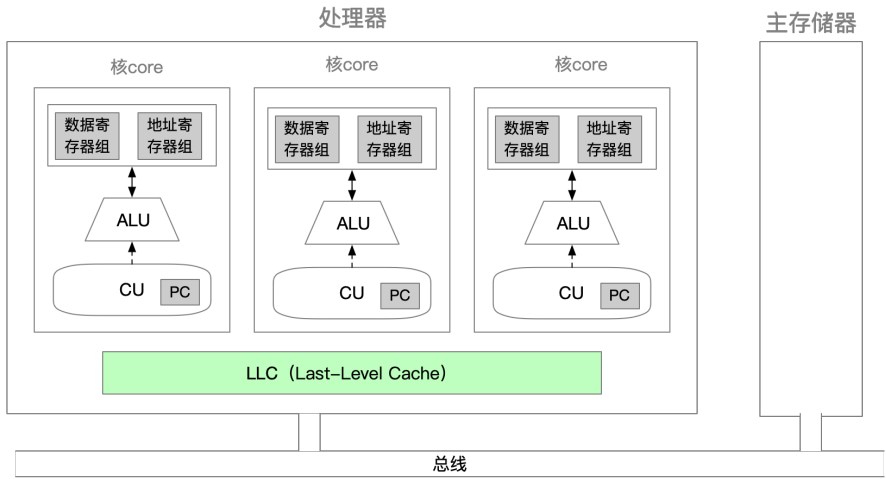 处理器
主存储器
核core
核core
核core
数据寄
存器组
地址寄
存器组
数据寄
存器组
地址寄
存器组
数据寄
存器组
地址寄
存器组
ALU
ALU
ALU
CU
PC
CU
PC
CU
PC
LLC（Last-Level Cache）
总线